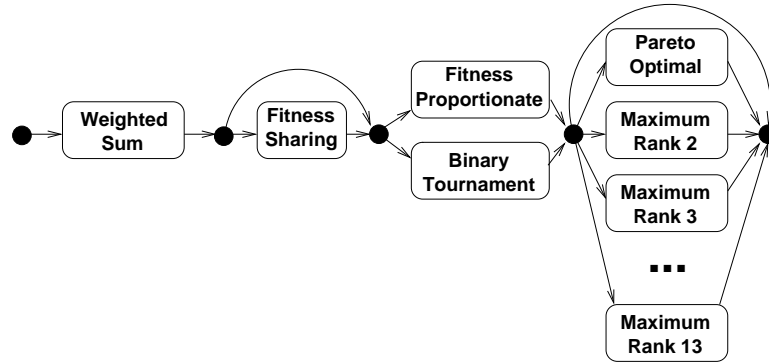 Weighted
Sum
Fitness
Sharing
Fitness
Proportionate
Binary
Tournament
Pareto
Optimal
Maximum
Rank 2
Maximum
Rank 3
...
Maximum
Rank 13